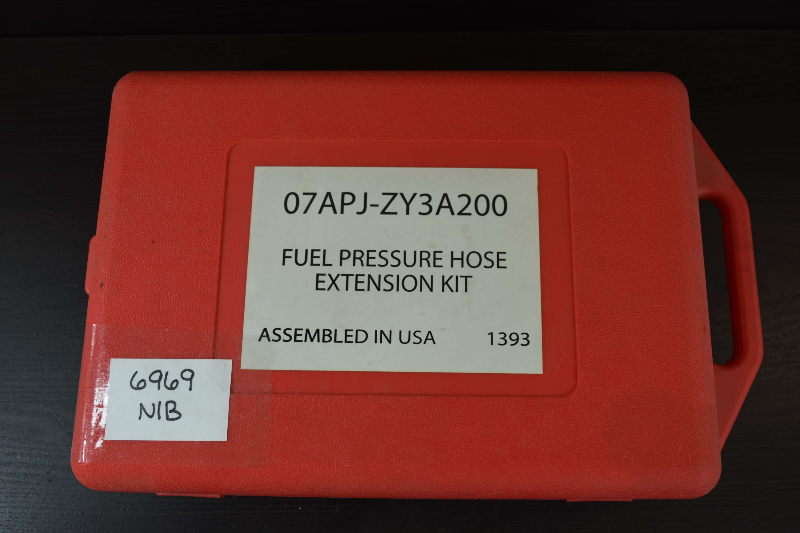 07APJ-ZY3A200
FUEL PRESSURE HOSE
EXTENSION KIT
ASSEMBLED IN USA 1393
6969
NIB